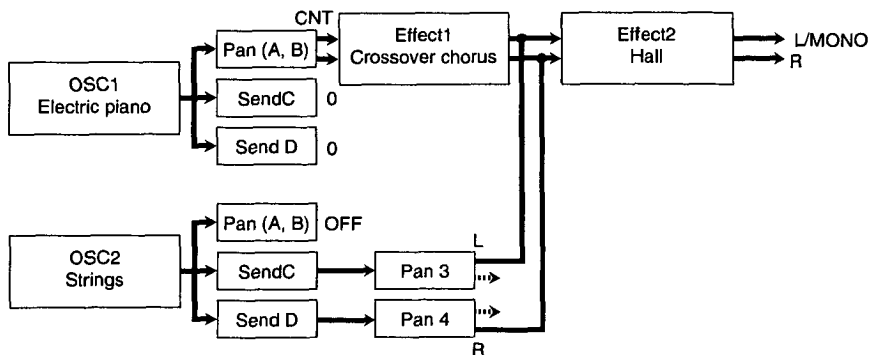 CNT
Pan (A, B)
Effect1
Crossover chorus
Effect2
Hall
L/MONO
R
OSC1
Electric piano
SendC
0
Send D
0
Pan (A, B)
OFF
OSC2
Strings
SendC
Pan 3
L
Send D
Pan 4
R